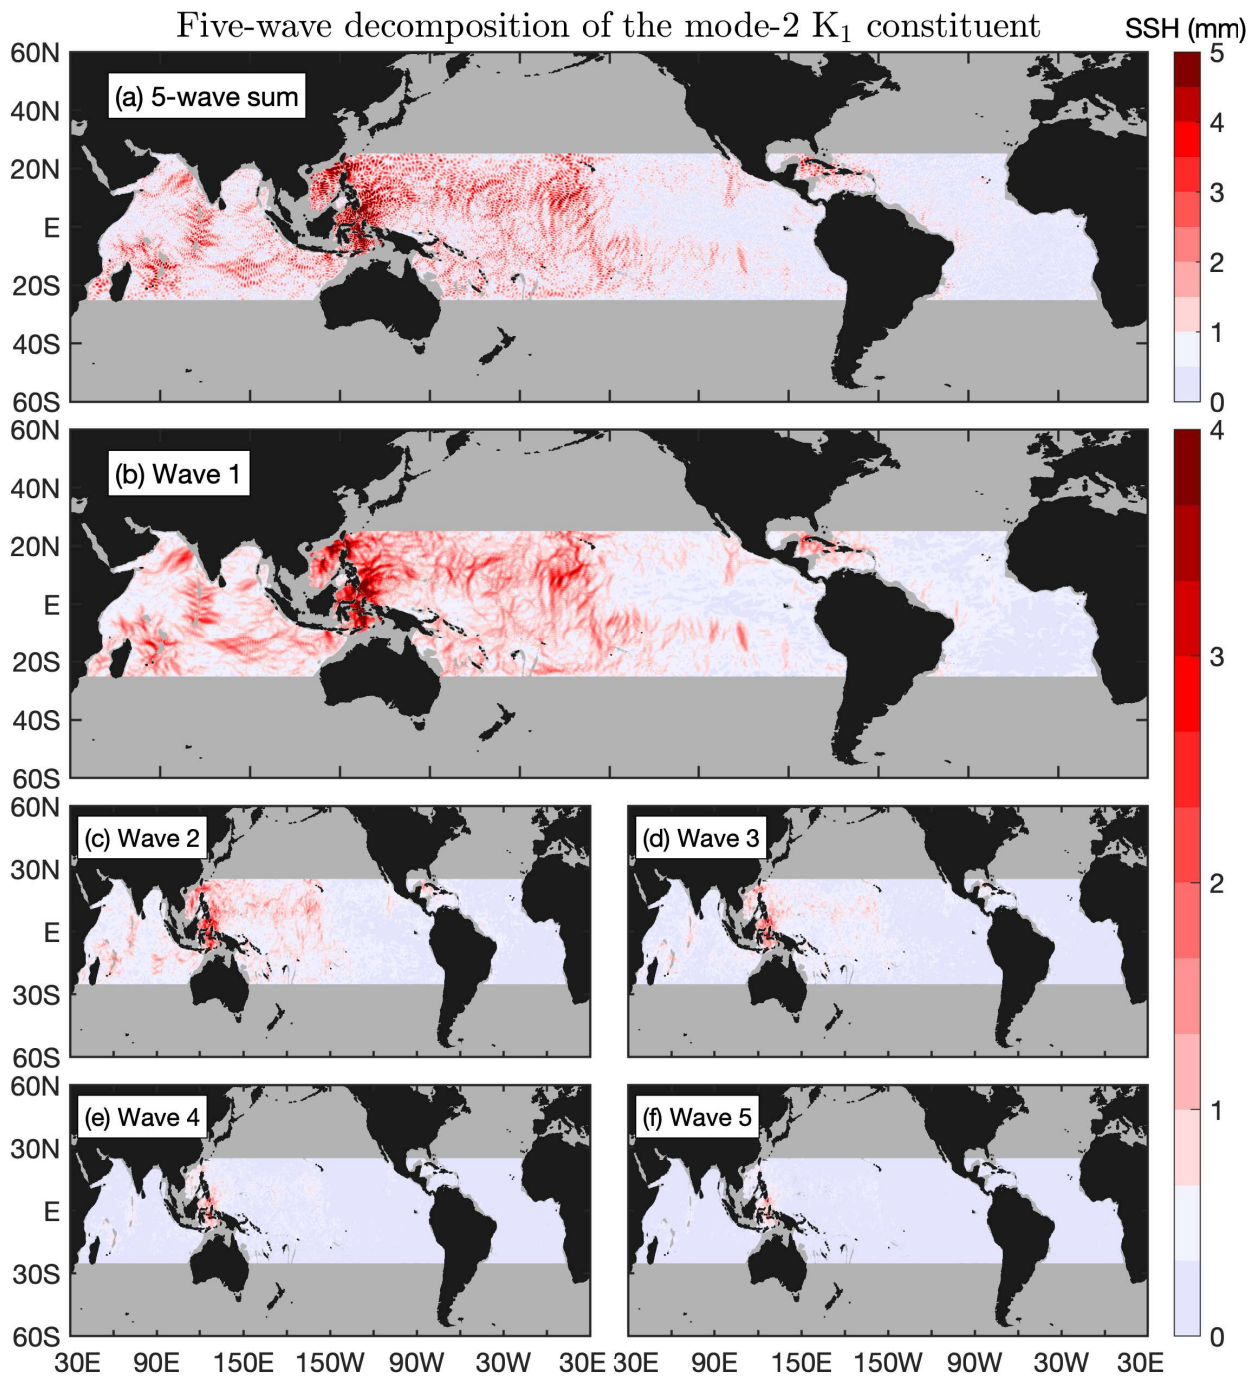 Five-wave decomposition of the mode-2 K₁ constituent
SSH (mm)
(a) 5-wave sum
60N
40N
20N
E
20S
40S
60S
5
4
3
2
1
0
(b) Wave 1
60N
40N
20N
E
20S
40S
60S
4
3
2
1
0
(c) Wave 2
60N
30N
E
30S
60S
(d) Wave 3
(e) Wave 4
60N
30N
E
30S
60S
(f) Wave 5
30E 90E 150E 150W 90W 30W 30E
30E 90E 150E 150W 90W 30W 30E